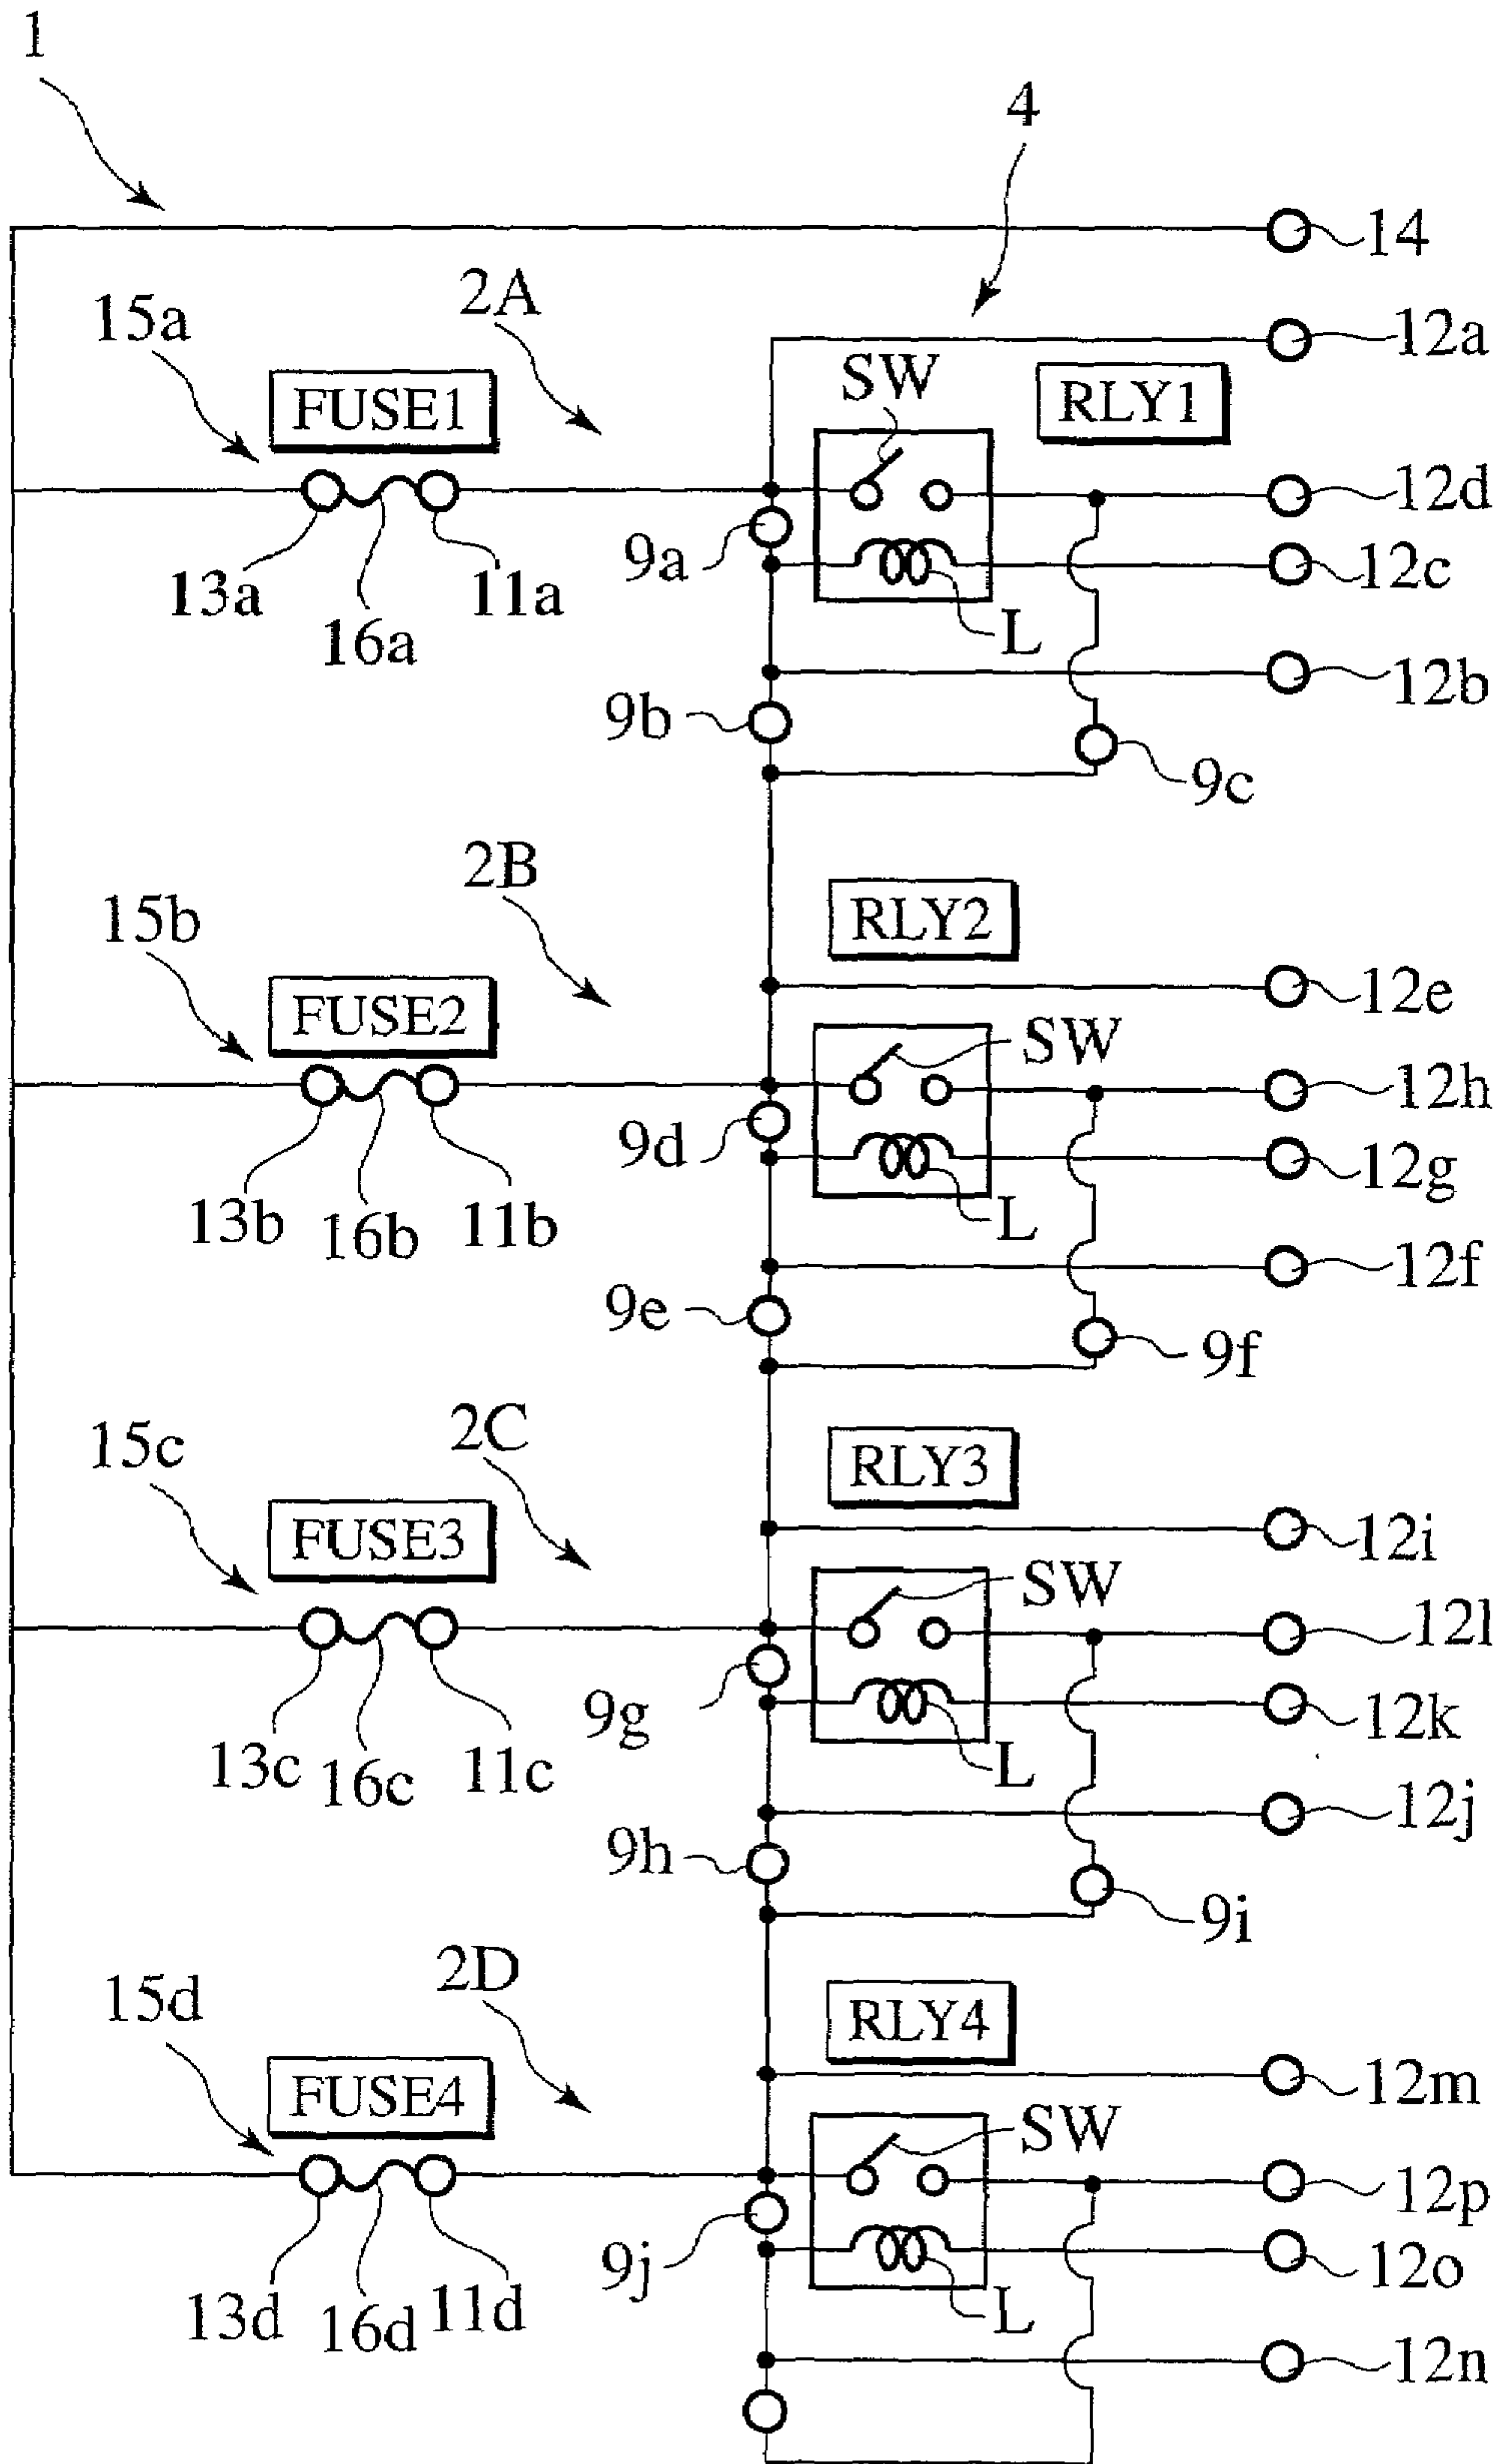 1
4
14
15a
2A
12a
FUSE1
SW
RLY1
12d
9a
12c
13a
11a
16a
L
12b
9b
9c
2B
RLY2
15b
12e
FUSE2
SW
12h
9d
12g
13b
16b
11b
L
12f
9e
9f
2C
15c
RLY3
FUSE3
12i
SW
12l
9g
12k
13c
16c
11c
L
12j
9h
9i
2D
15d
RLY4
FUSE4
12m
SW
12p
9j
12o
13d
16d
11d
L
12n